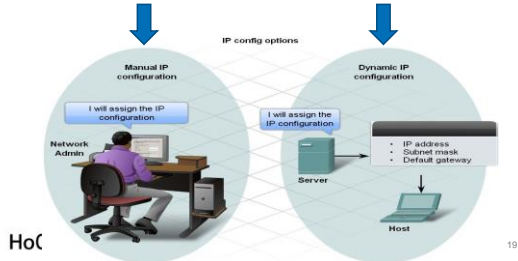 IP config options
Manual IP
configuration
I will assign the IP
configuration
Network
Admin
Dynamic IP
configuration
I will assign the
IP configuration
Server
• IP address
• Subnet mask
• Default gateway
Host
19